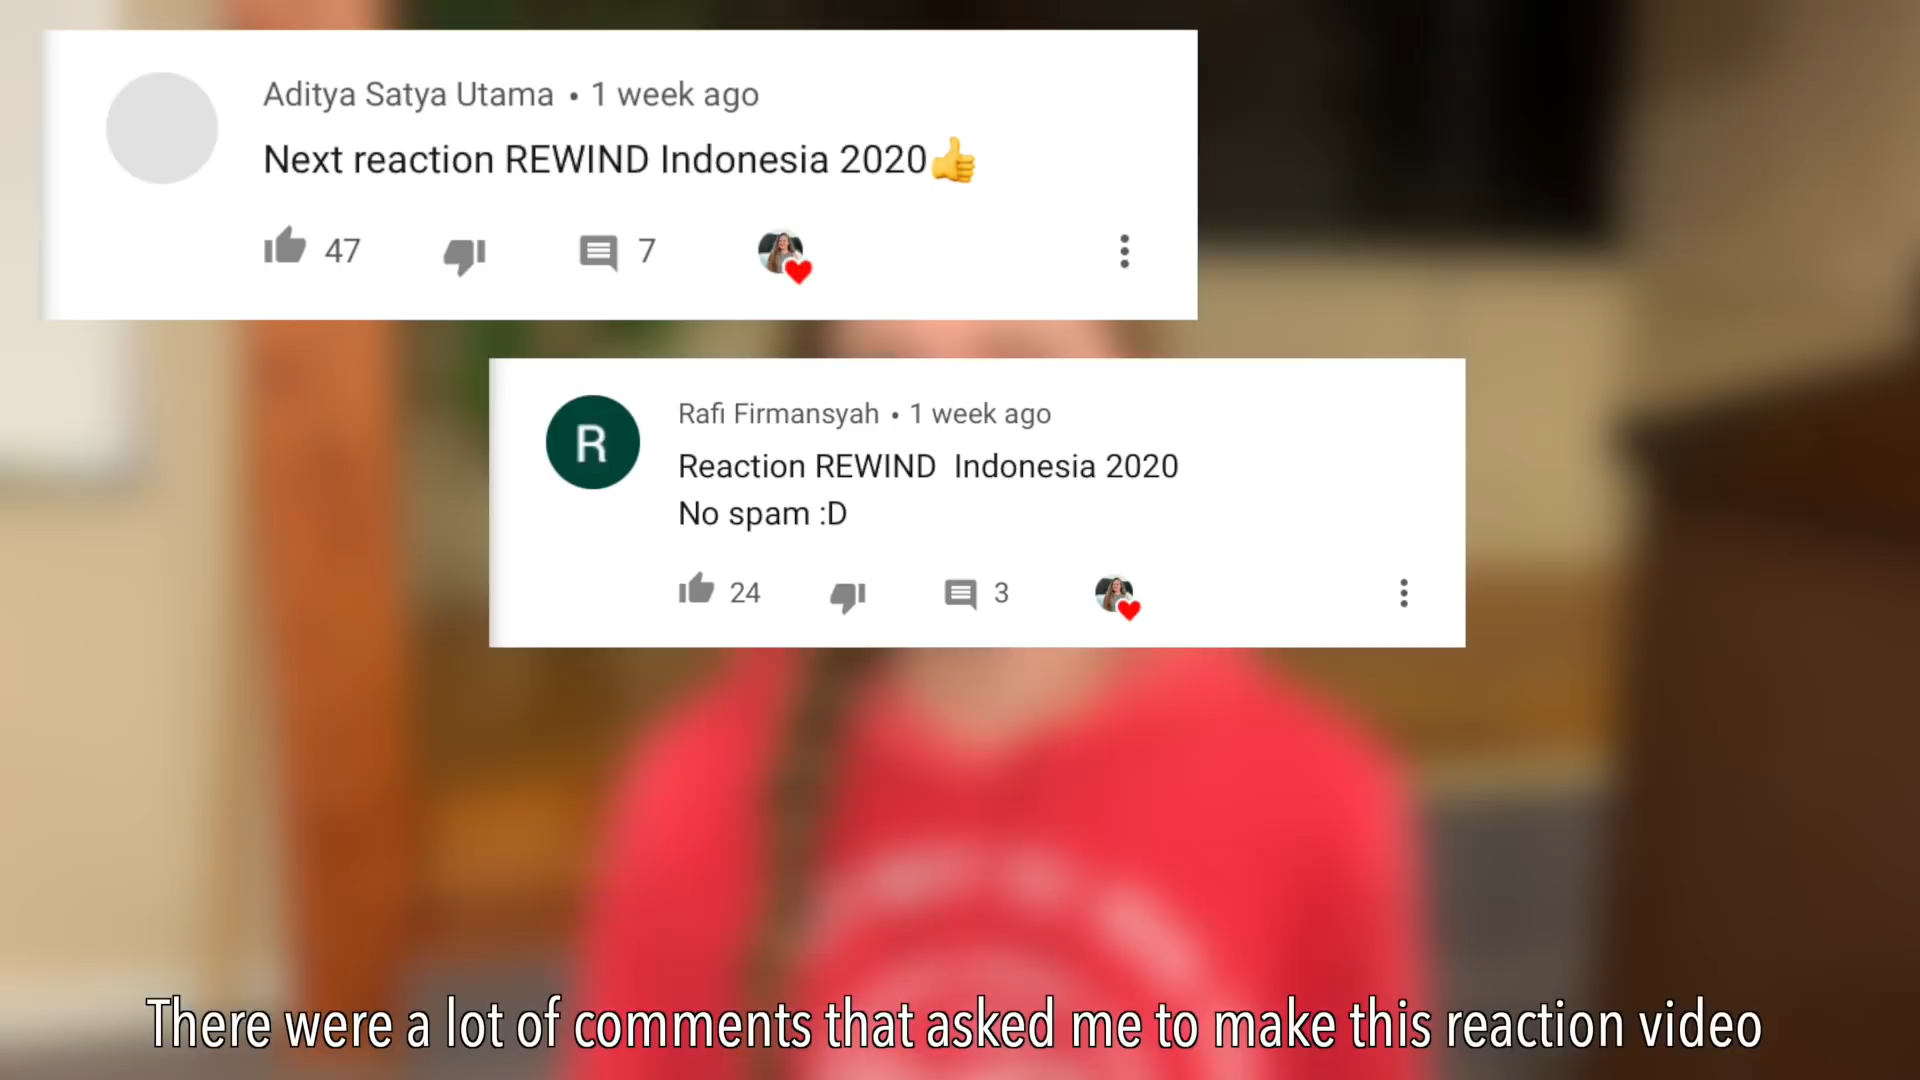 Aditya Satya Utama • 1 week ago
Next reaction REWIND Indonesia 2020👍
47
7
R
Rafi Firmansyah • 1 week ago
Reaction REWIND Indonesia 2020
No spam :D
24
3
There were a lot of comments that asked me to make this reaction video